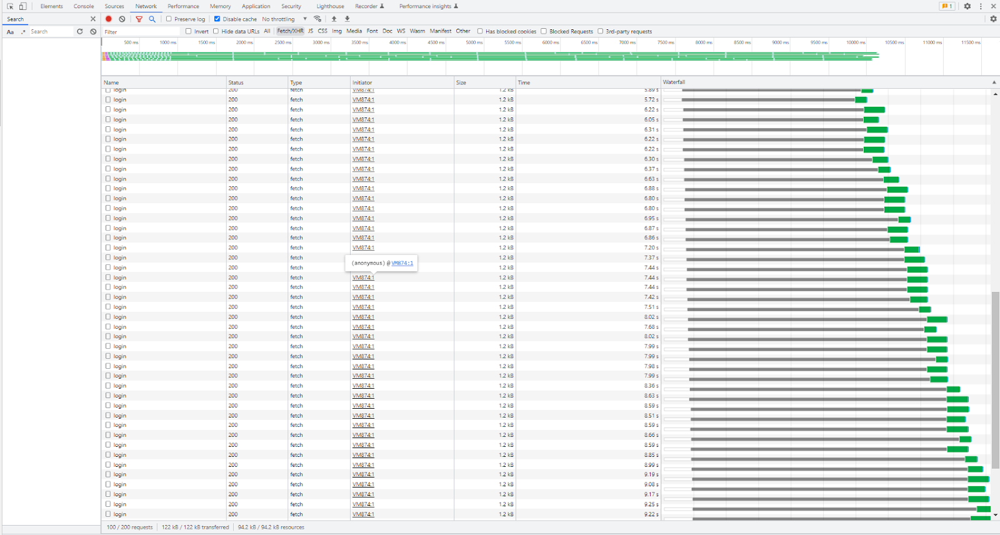 Elements Console Sources Network Performance Memory Application Security Lighthouse Recorder Performance insights 1
Search
Preserve log Disable cache No throttling
Aa .* Search
Filter Invert Hide data URLs All Fetch/XHR JS CSS Img Media Font Doc WS Wasm Manifest Other Has blocked cookies Blocked Requests 3rd-party requests
500 ms 1000 ms 1500 ms 2000 ms 2500 ms 3000 ms 3500 ms 4000 ms 4500 ms 5000 ms 5500 ms 6000 ms 6500 ms 7000 ms 7500 ms 8000 ms 8500 ms 9000 ms 9500 ms 10000 ms 10500 ms 11000 ms 11500 ms
Name Status Type Initiator Size Time Waterfall
login 200 fetch VM874:1 1.2 kB 5.89 s
login 200 fetch VM874:1 1.2 kB 5.72 s
login 200 fetch VM874:1 1.2 kB 6.22 s
login 200 fetch VM874:1 1.2 kB 6.05 s
login 200 fetch VM874:1 1.2 kB 6.31 s
login 200 fetch VM874:1 1.2 kB 6.22 s
login 200 fetch VM874:1 1.2 kB 6.22 s
login 200 fetch VM874:1 1.2 kB 6.30 s
login 200 fetch VM874:1 1.2 kB 6.37 s
login 200 fetch VM874:1 1.2 kB 6.63 s
login 200 fetch VM874:1 1.2 kB 6.88 s
login 200 fetch VM874:1 1.2 kB 6.80 s
login 200 fetch VM874:1 1.2 kB 6.80 s
login 200 fetch VM874:1 1.2 kB 6.95 s
login 200 fetch VM874:1 1.2 kB 6.87 s
login 200 fetch VM874:1 1.2 kB 6.86 s
login 200 fetch VM874:1 1.2 kB 7.20 s
login 200 fetch 1.2 kB 7.37 s
(anonymous) @ VM874:1
login 200 fetch 1.2 kB 7.44 s
login 200 fetch VM874:1 1.2 kB 7.44 s
login 200 fetch VM874:1 1.2 kB 7.44 s
login 200 fetch VM874:1 1.2 kB 7.42 s
login 200 fetch VM874:1 1.2 kB 7.51 s
login 200 fetch VM874:1 1.2 kB 8.02 s
login 200 fetch VM874:1 1.2 kB 7.68 s
login 200 fetch VM874:1 1.2 kB 8.02 s
login 200 fetch VM874:1 1.2 kB 7.99 s
login 200 fetch VM874:1 1.2 kB 7.99 s
login 200 fetch VM874:1 1.2 kB 7.98 s
login 200 fetch VM874:1 1.2 kB 7.99 s
login 200 fetch VM874:1 1.2 kB 8.36 s
login 200 fetch VM874:1 1.2 kB 8.63 s
login 200 fetch VM874:1 1.2 kB 8.59 s
login 200 fetch VM874:1 1.2 kB 8.51 s
login 200 fetch VM874:1 1.2 kB 8.59 s
login 200 fetch VM874:1 1.2 kB 8.66 s
login 200 fetch VM874:1 1.2 kB 8.59 s
login 200 fetch VM874:1 1.2 kB 8.85 s
login 200 fetch VM874:1 1.2 kB 8.99 s
login 200 fetch VM874:1 1.2 kB 9.19 s
login 200 fetch VM874:1 1.2 kB 9.08 s
login 200 fetch VM874:1 1.2 kB 9.17 s
login 200 fetch VM874:1 1.2 kB 9.25 s
login 200 fetch VM874:1 1.2 kB 9.22 s
100 / 200 requests 122 kB / 122 kB transferred 94.2 kB / 94.2 kB resources